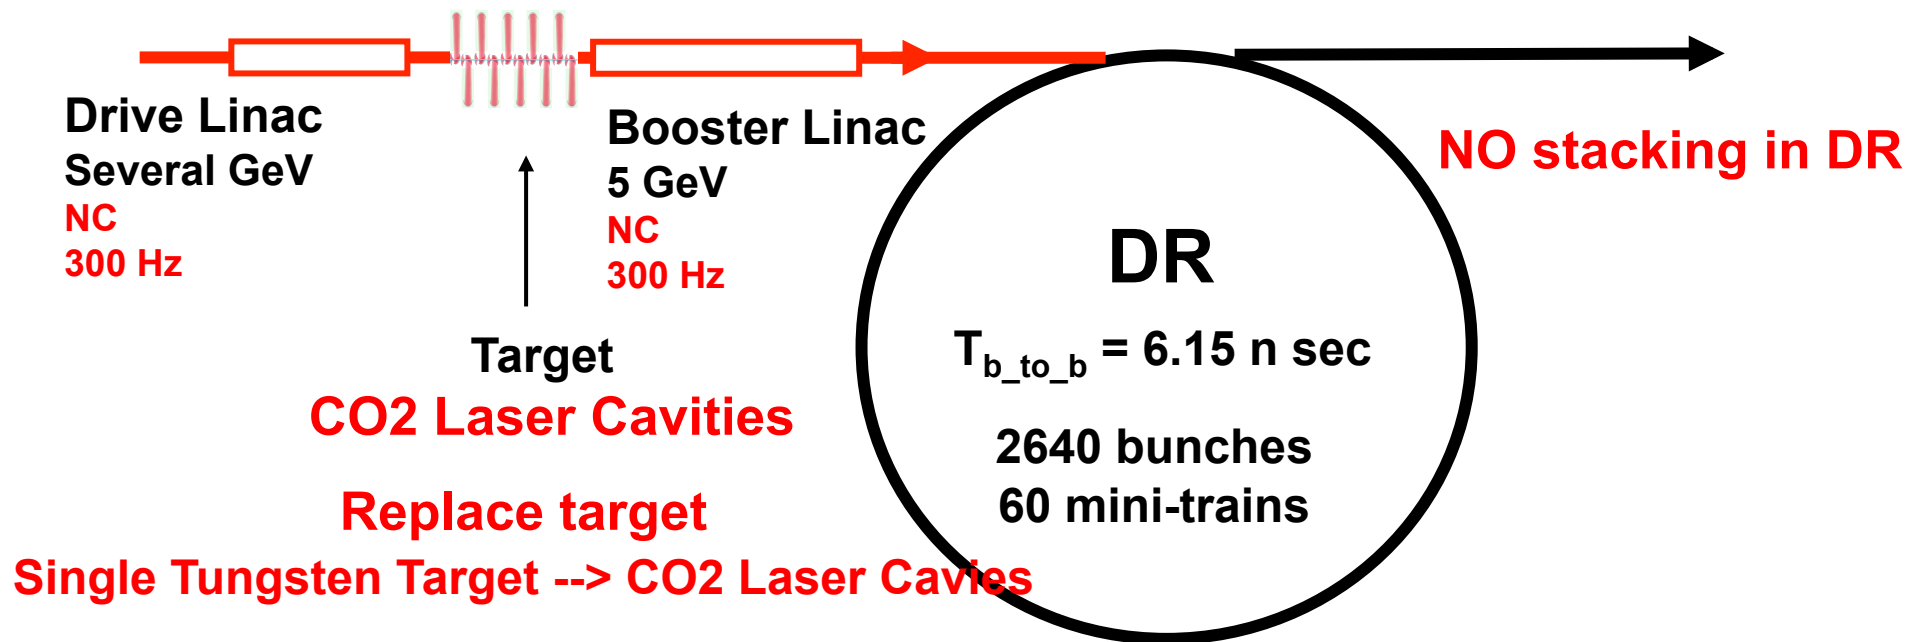 Drive Linac
Several GeV
NC
300 Hz
Booster Linac
5 GeV
NC
300 Hz
NO stacking in DR
Target
CO2 Laser Cavities
Replace target
Single Tungsten Target --> CO2 Laser Cavies
DR
T_b_to_b = 6.15 n sec
2640 bunches
60 mini-trains